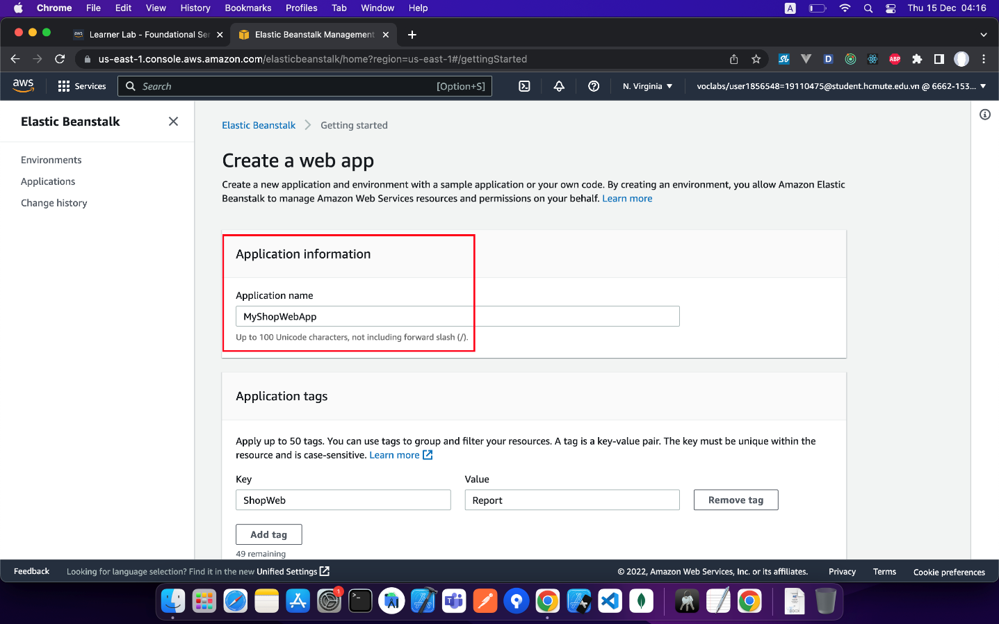 Chrome File Edit View History Bookmarks Profiles Tab Window Help A Thu 15 Dec 04:16
aws Learner Lab - Foundational Ser Elastic Beanstalk Management
us-east-1.console.aws.amazon.com/elasticbeanstalk/home?region=us-east-1#/gettingStarted D ABP
aws Services Search [Option+S] N. Virginia voclabs/user1856548=19110475@student.hcmute.edu.vn @ 6662-153...
Elastic Beanstalk
Environments
Applications
Change history
Elastic Beanstalk Getting started
Create a web app
Create a new application and environment with a sample application or your own code. By creating an environment, you allow Amazon Elastic
Beanstalk to manage Amazon Web Services resources and permissions on your behalf. Learn more
Application information
Application name
MyShopWebApp
Up to 100 Unicode characters, not including forward slash (/).
Application tags
Apply up to 50 tags. You can use tags to group and filter your resources. A tag is a key-value pair. The key must be unique within the
resource and is case-sensitive. Learn more
Key Value
ShopWeb Report Remove tag
Add tag
49 remaining
Feedback Looking for language selection? Find it in the new Unified Settings © 2022, Amazon Web Services, Inc. or its affiliates. Privacy Terms Cookie preferences
1
DOCX